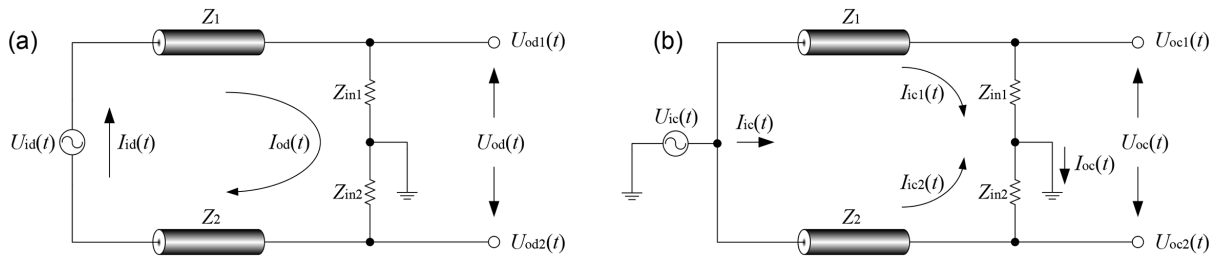 (a)
Z1
Uod1(t)
Zin1
Uid(t)
Iid(t)
Iod(t)
Uod(t)
Zin2
Z2
Uod2(t)
(b)
Z1
Uoc1(t)
Iic1(t)
Zin1
Uic(t)
Iic(t)
Uoc(t)
Ioc(t)
Iic2(t)
Zin2
Z2
Uoc2(t)